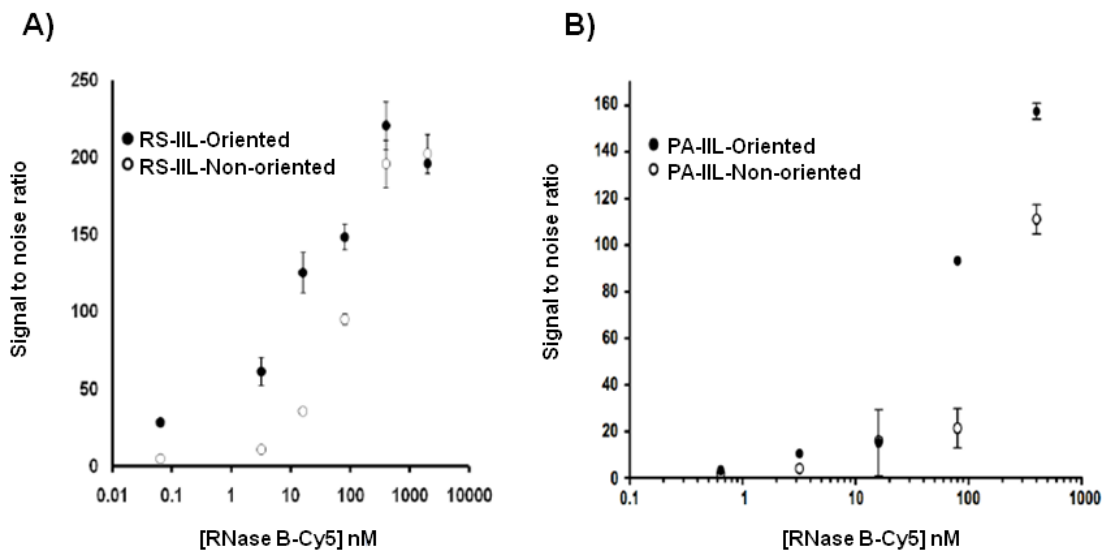 A)
B)
250
200
150
100
50
0
Signal to noise ratio
RS-IIL-Oriented
RS-IIL-Non-oriented
0.01
0.1
1
10
100
1000
10000
[RNase B-Cy5] nM
160
140
120
100
80
60
40
20
0
Signal to noise ratio
PA-IIL-Oriented
PA-IIL-Non-oriented
0.1
1
10
100
1000
[RNase B-Cy5] nM